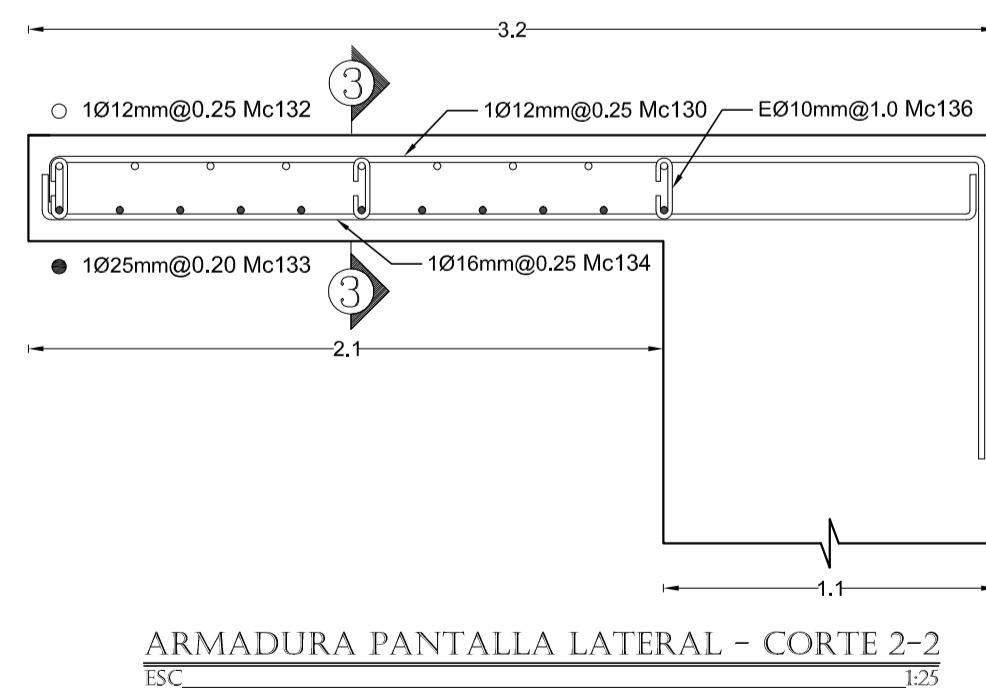 3.2
3
1Ø12mm@0.25 Mc132
1Ø12mm@0.25 Mc130
EØ10mm@1.0 Mc136
1Ø25mm@0.20 Mc133
1Ø16mm@0.25 Mc134
3
2.1
1.1
ARMADURA PANTALLA LATERAL - CORTE 2-2
ESC 1:25